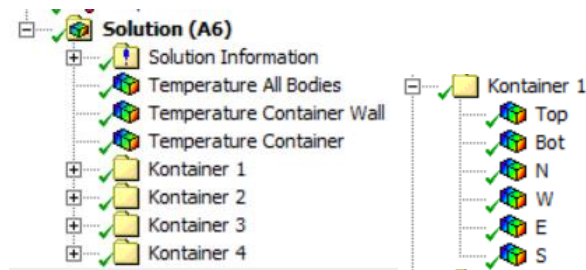 Solution (A6)
Solution Information
Temperature All Bodies
Temperature Container Wall
Temperature Container
Kontainer 1
Kontainer 2
Kontainer 3
Kontainer 4
Kontainer 1
Top
Bot
N
W
E
S